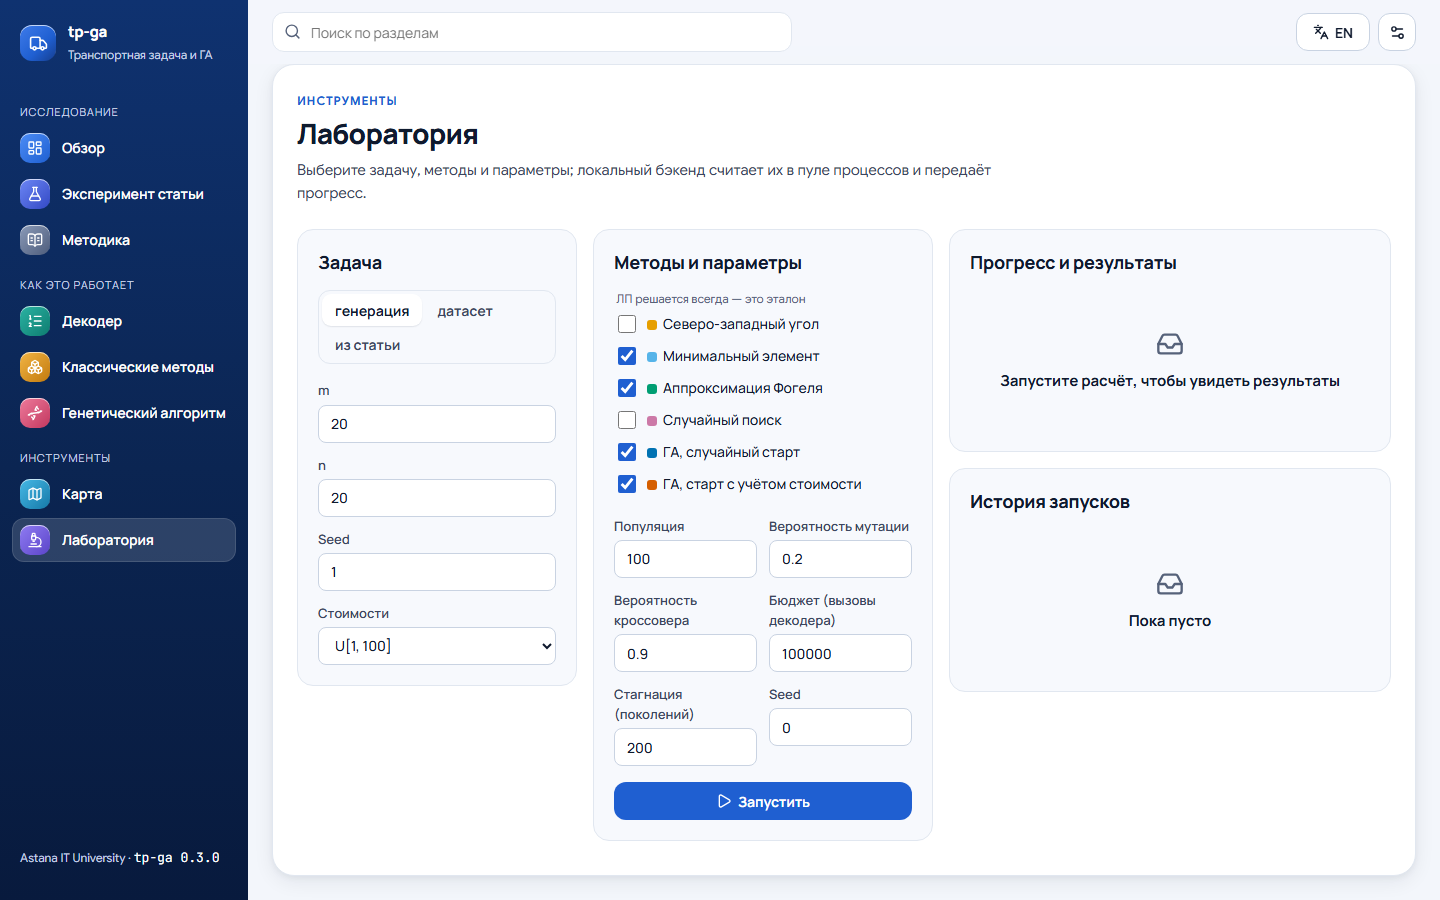 tp-ga
Транспортная задача и ГА
ИССЛЕДОВАНИЕ
Обзор
Эксперимент статьи
Методика
КАК ЭТО РАБОТАЕТ
Декодер
Классические методы
Генетический алгоритм
ИНСТРУМЕНТЫ
Карта
Лаборатория
Astana IT University · tp-ga 0.3.0
Поиск по разделам
EN
ИНСТРУМЕНТЫ
Лаборатория
Выберите задачу, методы и параметры; локальный бэкенд считает их в пуле процессов и передаёт
прогресс.
Задача
генерация
датасет
из статьи
m
20
n
20
Seed
1
Стоимости
U[1, 100]
Методы и параметры
ЛП решается всегда — это эталон
Северо-западный угол
Минимальный элемент
Аппроксимация Фогеля
Случайный поиск
ГА, случайный старт
ГА, старт с учётом стоимости
Популяция
100
Вероятность мутации
0.2
Вероятность
кроссовера
0.9
Бюджет (вызовы
декодера)
100000
Стагнация
(поколений)
200
Seed
0
Запустить
Прогресс и результаты
Запустите расчёт, чтобы увидеть результаты
История запусков
Пока пусто